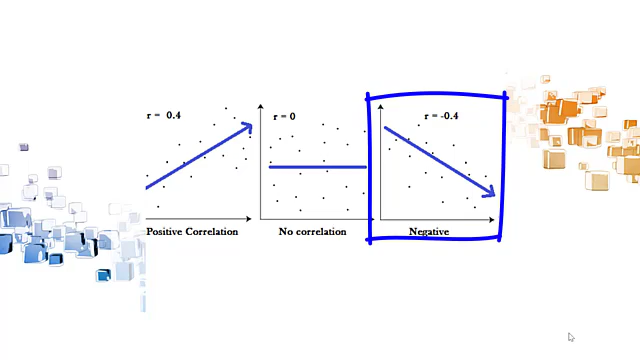 r = 0.4
r = 0
r = -0.4
Positive Correlation
No correlation
Negative